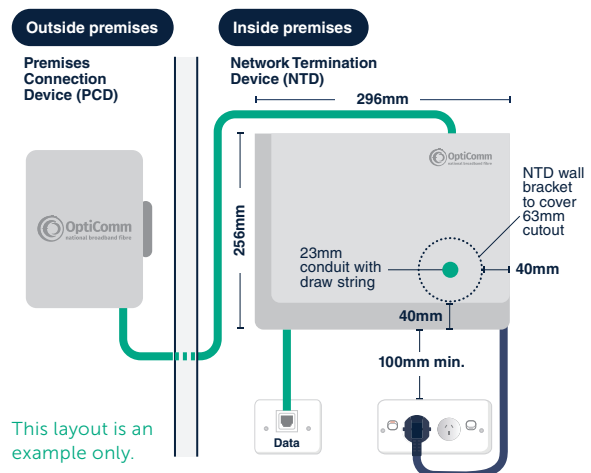 Outside premises
Inside premises
Premises
Connection
Device (PCD)
Network Termination
Device (NTD)
296mm
OptiComm
national broadband fibre
OptiComm
national broadband fibre
NTD wall
bracket
to cover
63mm
cutout
256mm
23mm
conduit with
draw string
40mm
40mm
100mm min.
Data
This layout is an
example only.